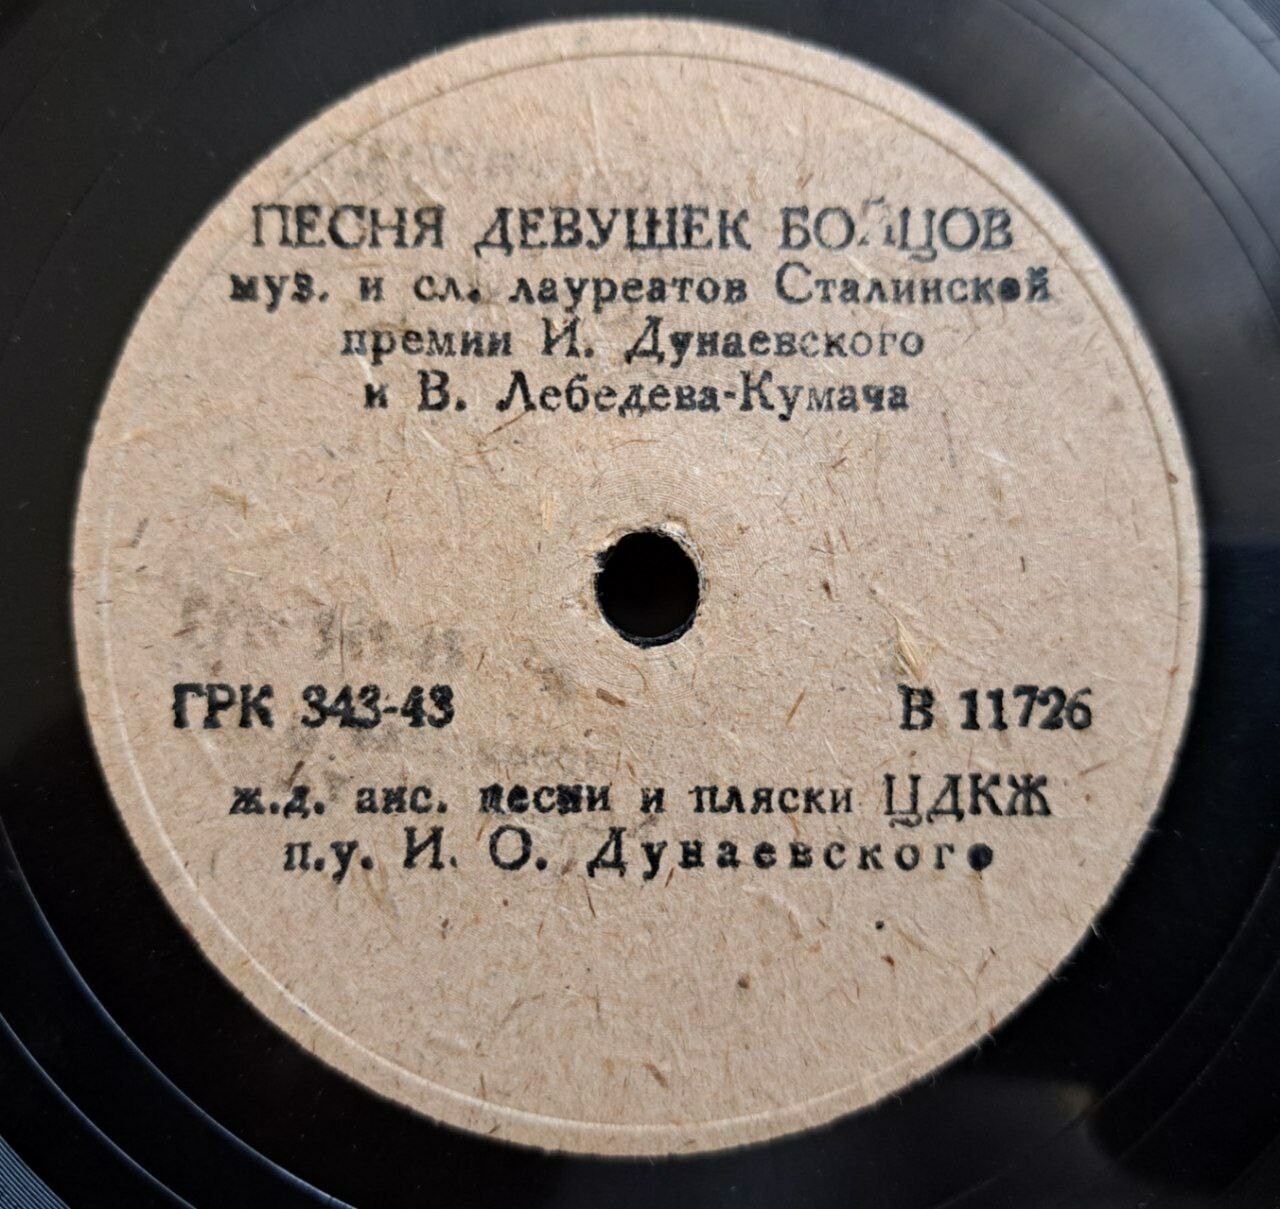 ПЕСНЯ ДЕВУШЕК БОЙЦОВ
муз. и сл. лауреатов Сталинской
премии И. Дунаевского
и В. Лебедева-Кумача
ГРК 343-43 В 11726
ж.д. анс. песни и пляски ЦДКЖ
п.у. И. О. Дунаевского